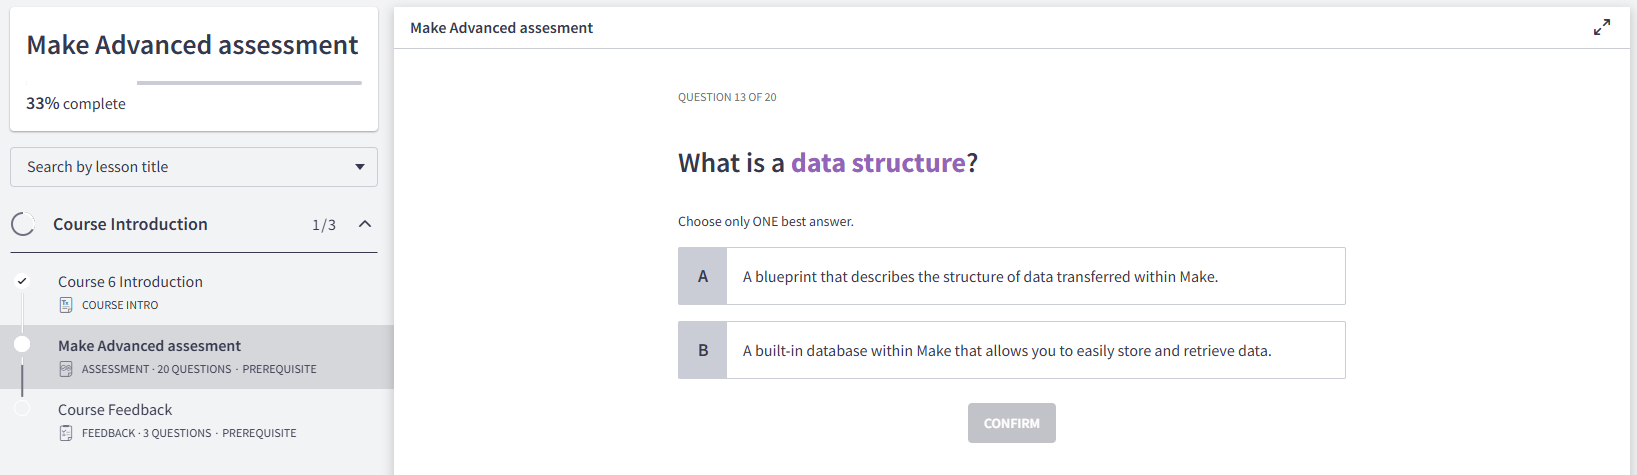 Make Advanced assessment
33% complete
Search by lesson title
Course Introduction 1/3
Course 6 Introduction
COURSE INTRO
Make Advanced assesment
ASSESSMENT · 20 QUESTIONS · PREREQUISITE
Course Feedback
FEEDBACK · 3 QUESTIONS · PREREQUISITE
Make Advanced assesment
QUESTION 13 OF 20
What is a data structure?
Choose only ONE best answer.
A A blueprint that describes the structure of data transferred within Make.
B A built-in database within Make that allows you to easily store and retrieve data.
CONFIRM